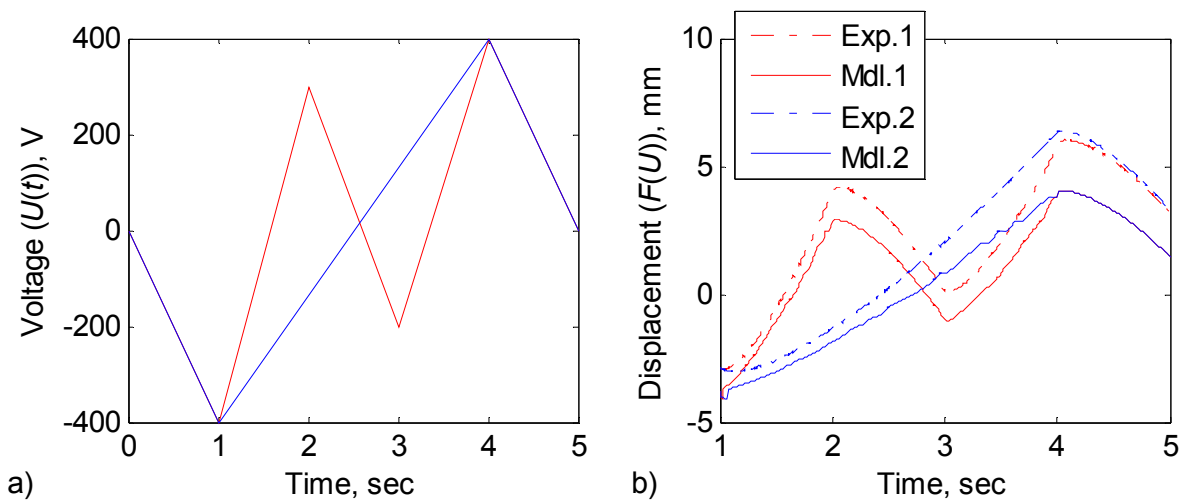 400
200
0
-200
-400
Voltage (U(t)), V
0 1 2 3 4 5
Time, sec
a)
10
5
0
-5
Displacement (F(U)), mm
Exp.1
Mdl.1
Exp.2
Mdl.2
1 2 3 4 5
Time, sec
b)